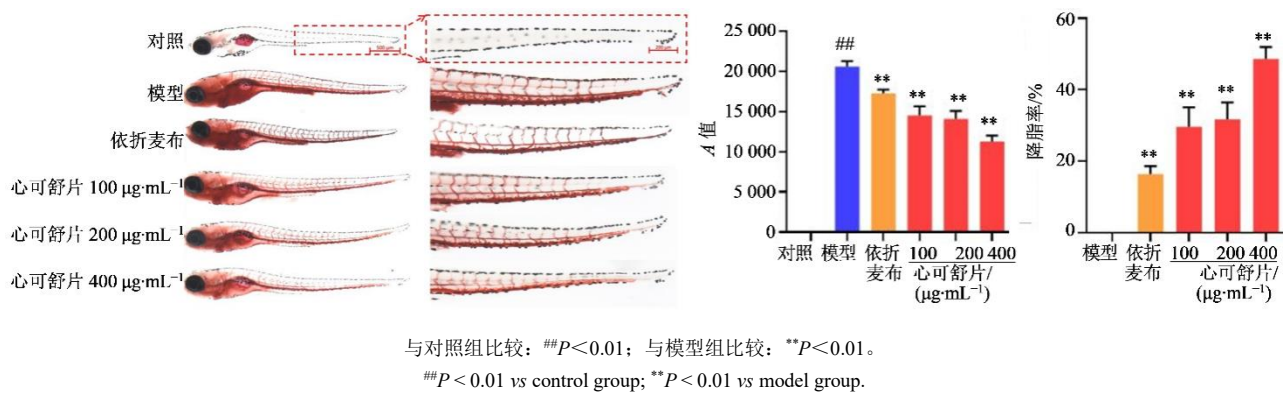 对照
模型
依折麦布
心可舒片 100 μg·mL⁻¹
心可舒片 200 μg·mL⁻¹
心可舒片 400 μg·mL⁻¹
A 值
25 000
20 000
15 000
10 000
5 000
0
##
**
**
**
**
对照 模型 依折麦布 100 200 400
心可舒片/
(μg·mL⁻¹)
降脂率/%
60
40
20
0
**
**
**
**
模型 依折麦布 100 200 400
心可舒片/
(μg·mL⁻¹)
与对照组比较：##P＜0.01；与模型组比较：**P＜0.01。
##P < 0.01 vs control group; **P < 0.01 vs model group.